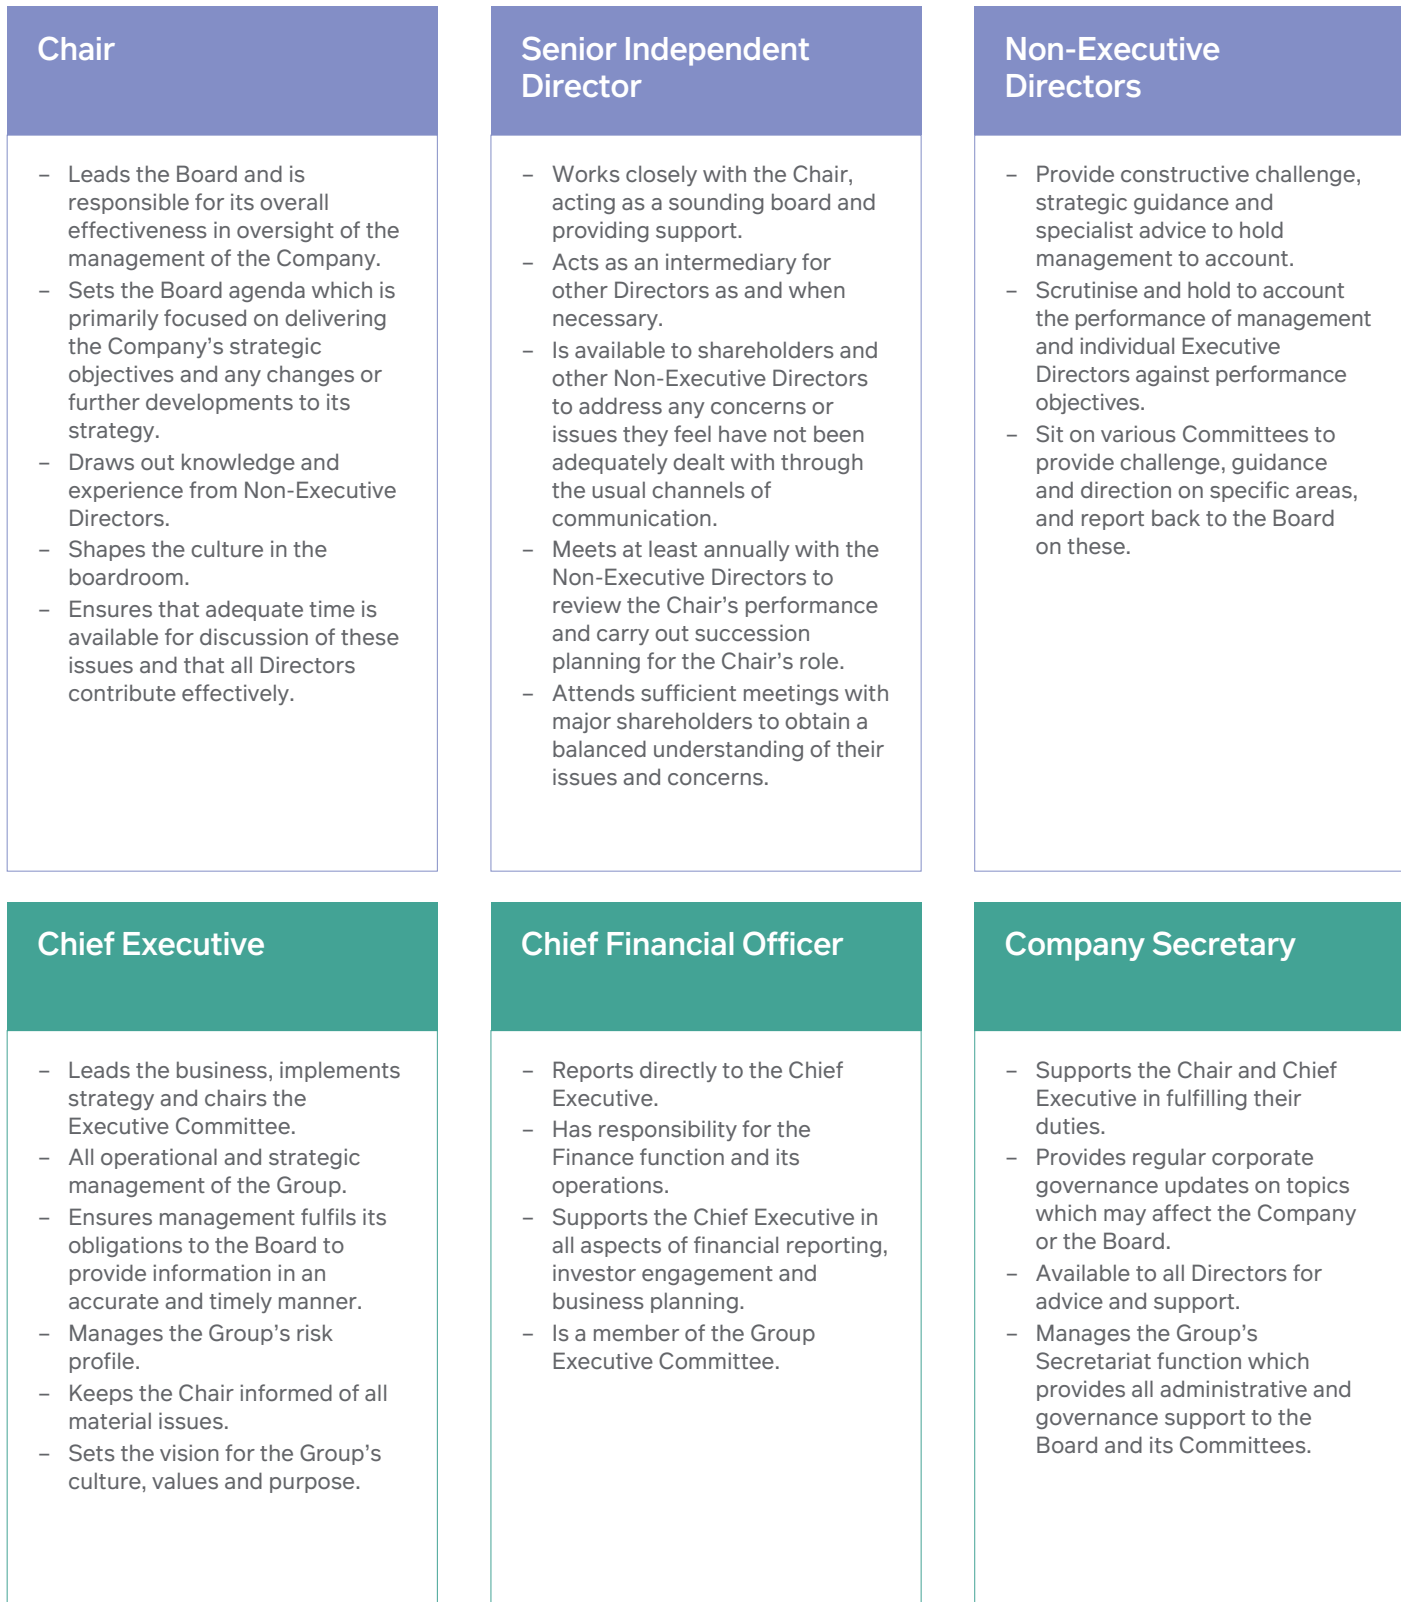 Chair
– Leads the Board and is
responsible for its overall
effectiveness in oversight of the
management of the Company.
– Sets the Board agenda which is
primarily focused on delivering
the Company’s strategic
objectives and any changes or
further developments to its
strategy.
– Draws out knowledge and
experience from Non-Executive
Directors.
– Shapes the culture in the
boardroom.
– Ensures that adequate time is
available for discussion of these
issues and that all Directors
contribute effectively.
Senior Independent
Director
– Works closely with the Chair,
acting as a sounding board and
providing support.
– Acts as an intermediary for
other Directors as and when
necessary.
– Is available to shareholders and
other Non-Executive Directors
to address any concerns or
issues they feel have not been
adequately dealt with through
the usual channels of
communication.
– Meets at least annually with the
Non-Executive Directors to
review the Chair’s performance
and carry out succession
planning for the Chair’s role.
– Attends sufficient meetings with
major shareholders to obtain a
balanced understanding of their
issues and concerns.
Non-Executive
Directors
– Provide constructive challenge,
strategic guidance and
specialist advice to hold
management to account.
– Scrutinise and hold to account
the performance of management
and individual Executive
Directors against performance
objectives.
– Sit on various Committees to
provide challenge, guidance
and direction on specific areas,
and report back to the Board
on these.
Chief Executive
– Leads the business, implements
strategy and chairs the
Executive Committee.
– All operational and strategic
management of the Group.
– Ensures management fulfils its
obligations to the Board to
provide information in an
accurate and timely manner.
– Manages the Group’s risk
profile.
– Keeps the Chair informed of all
material issues.
– Sets the vision for the Group’s
culture, values and purpose.
Chief Financial Officer
– Reports directly to the Chief
Executive.
– Has responsibility for the
Finance function and its
operations.
– Supports the Chief Executive in
all aspects of financial reporting,
investor engagement and
business planning.
– Is a member of the Group
Executive Committee.
Company Secretary
– Supports the Chair and Chief
Executive in fulfilling their
duties.
– Provides regular corporate
governance updates on topics
which may affect the Company
or the Board.
– Available to all Directors for
advice and support.
– Manages the Group’s
Secretariat function which
provides all administrative and
governance support to the
Board and its Committees.